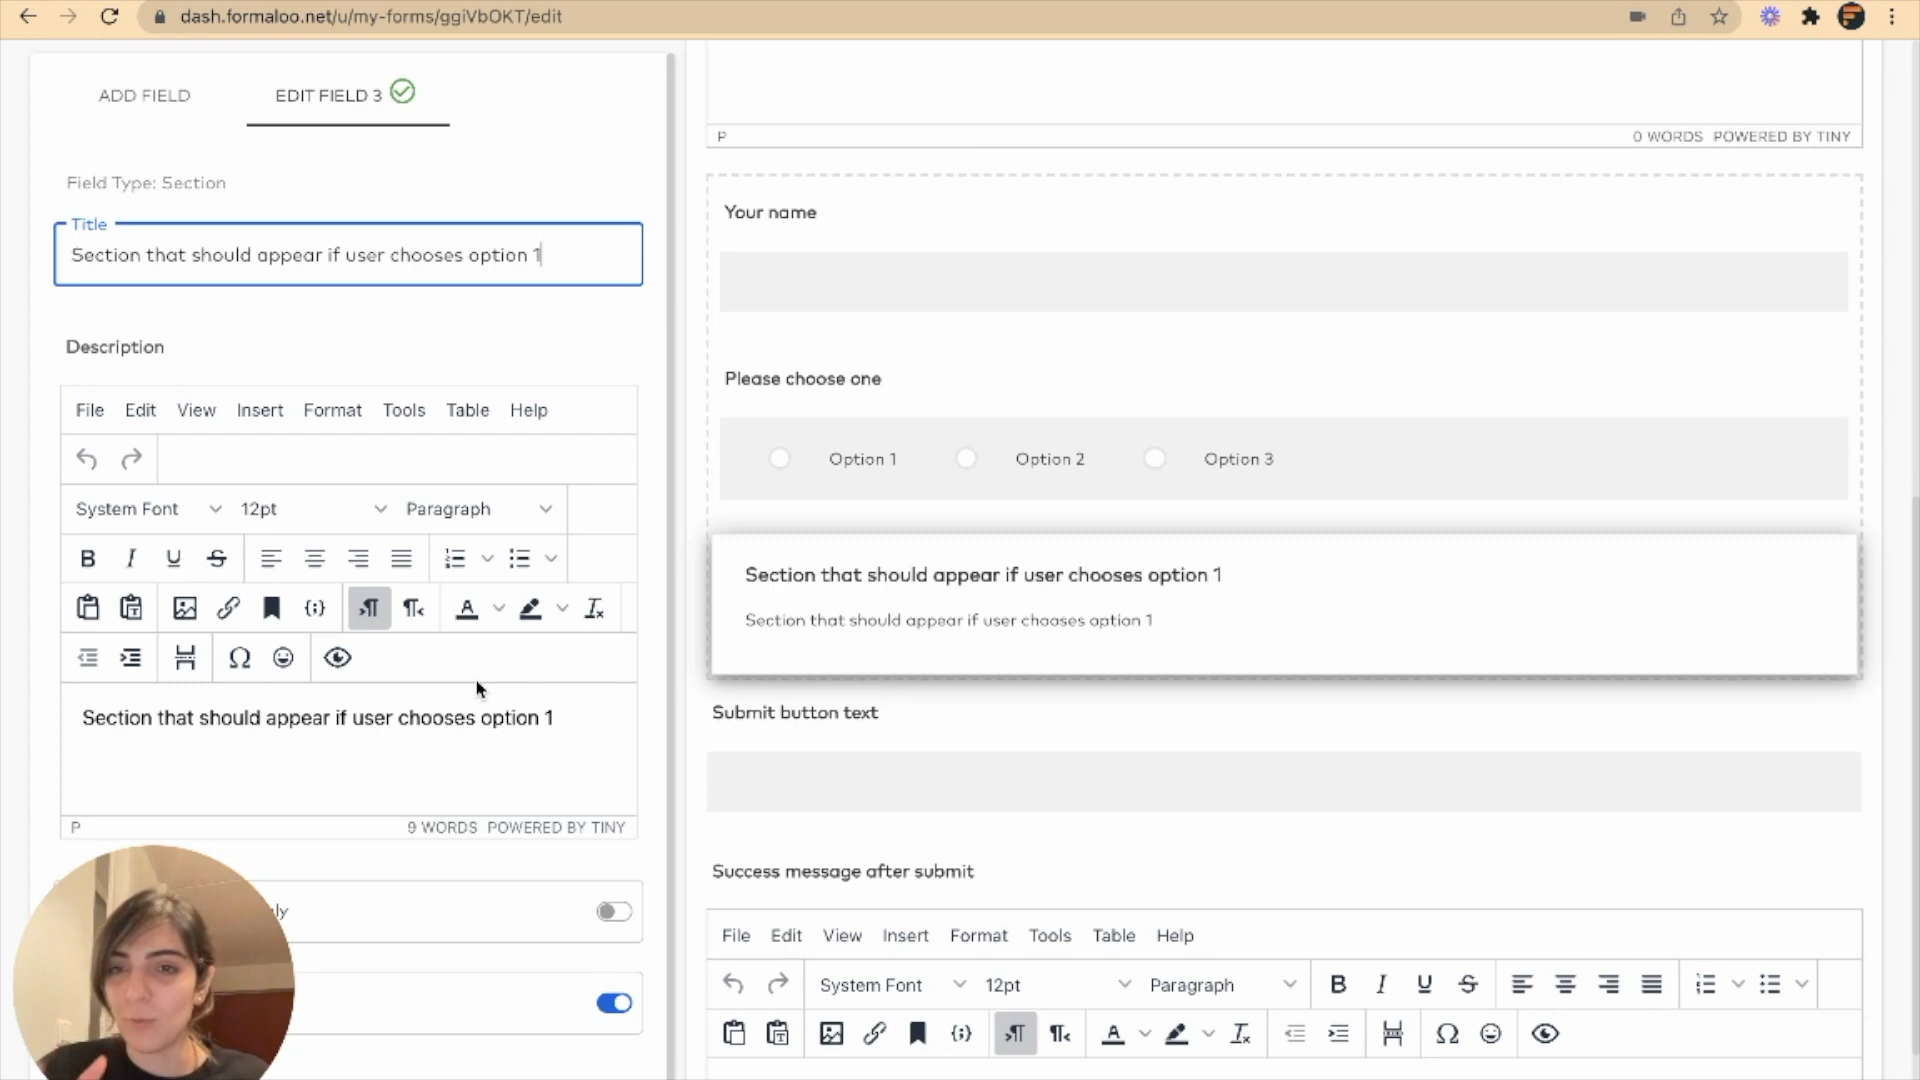 dash.formaloo.net/u/my-forms/ggiVbOKT/edit
ADD FIELD
EDIT FIELD 3
Field Type: Section
Title
Section that should appear if user chooses option 1
Description
File Edit View Insert Format Tools Table Help
System Font 12pt Paragraph
Section that should appear if user chooses option 1
P 9 WORDS POWERED BY TINY
P 0 WORDS POWERED BY TINY
Your name
Please choose one
Option 1 Option 2 Option 3
Section that should appear if user chooses option 1
Section that should appear if user chooses option 1
Submit button text
Success message after submit
File Edit View Insert Format Tools Table Help
System Font 12pt Paragraph